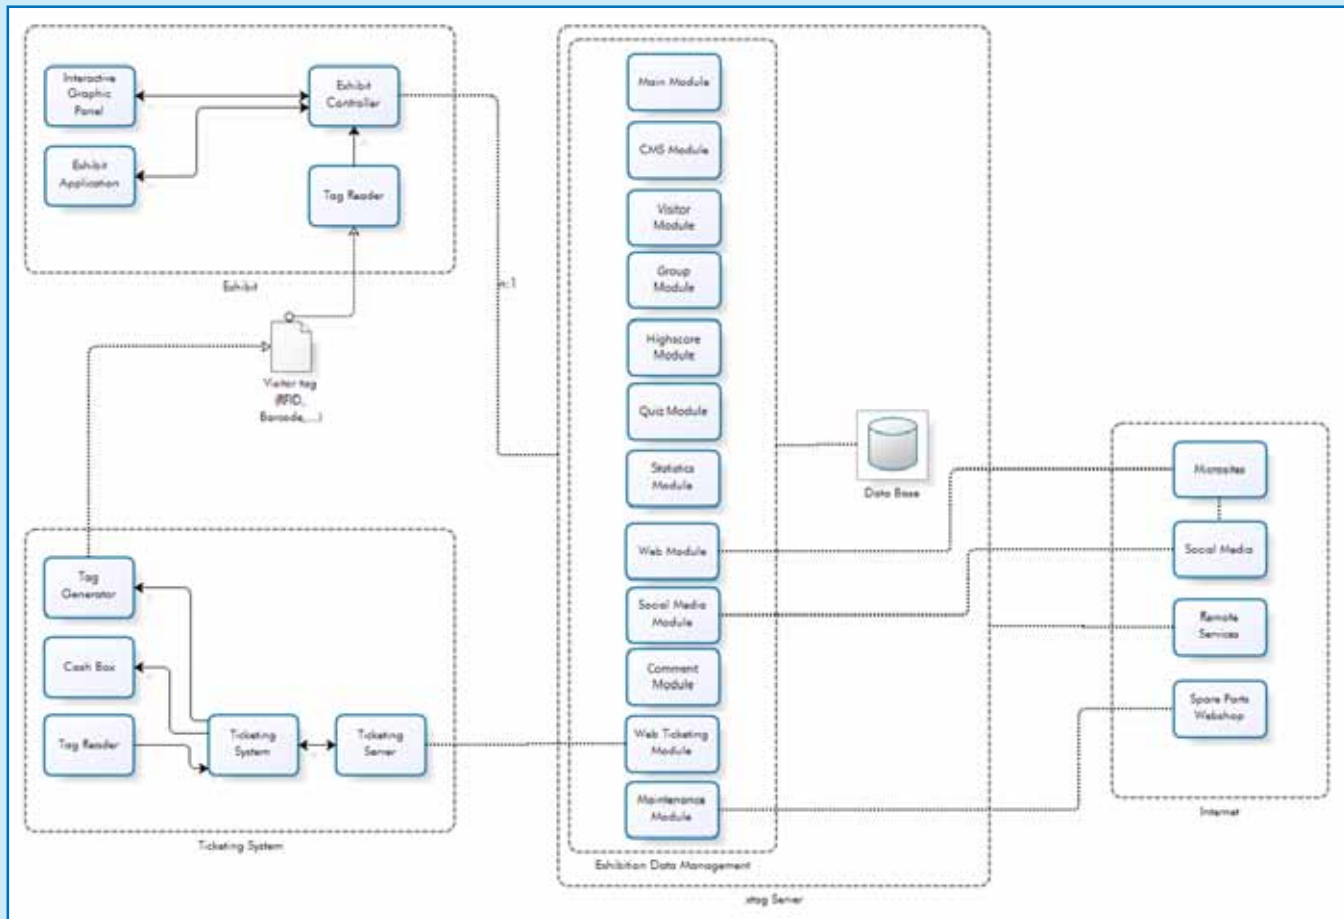 Interactive
Graphic
Panel
Exhibit
Controller
Exhibit
Application
Tag Reader
Exhibit
n:1
Visitor tag
(RFID,
Barcode,...)
Tag
Generator
Cash Box
Tag Reader
Ticketing
System
Ticketing
Server
Ticketing System
Main Module
CMS Module
Visitor
Module
Group
Module
Highscore
Module
Quiz Module
Statistics
Module
Web Module
Social Media
Module
Comment
Module
Web Ticketing
Module
Maintenance
Module
Exhibition Data Management
Data Base
.xtag Server
Microsites
Social Media
Remote
Services
Spare Parts
Webshop
Internet